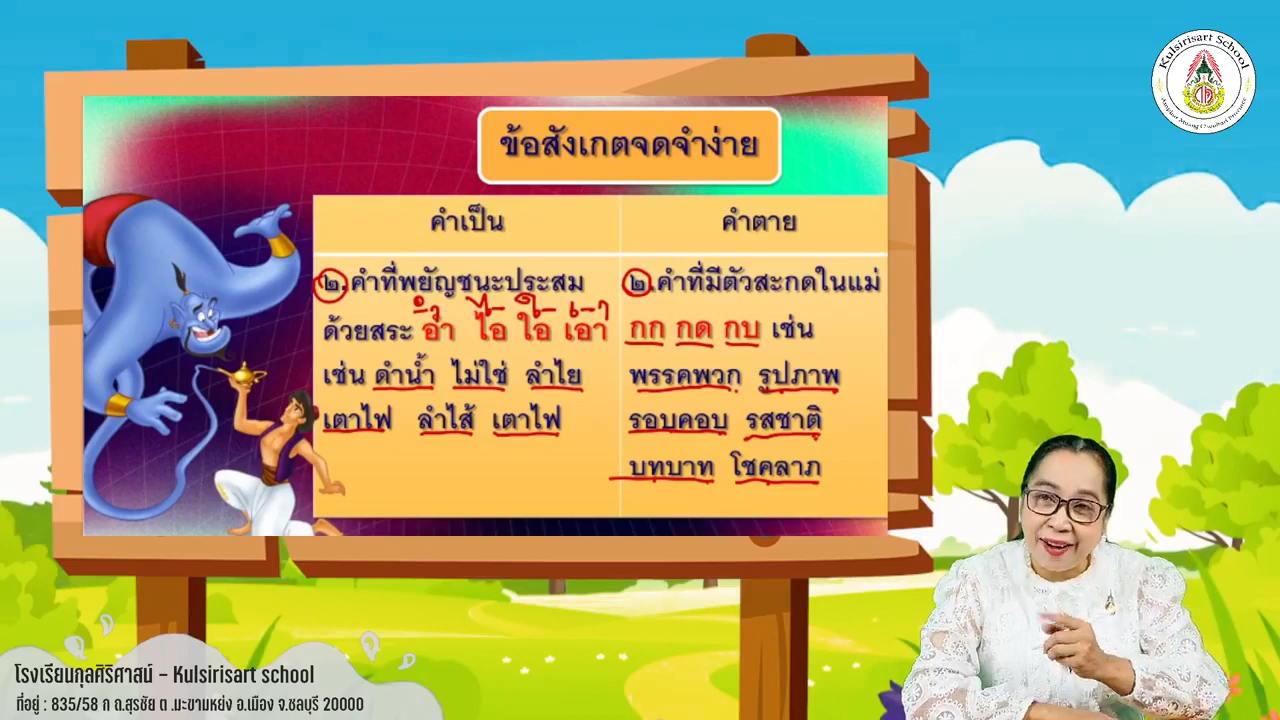 Kulsirisart School
ข้อสังเกตจดจำง่าย
คำเป็น
๒.คำที่พยัญชนะประสม
ด้วยสระ อำ ไอ ใอ เอา
เช่น ดำน้ำ ไม่ใช่ ลำไย
เตาไฟ ลำไส้ เตาไฟ
คำตาย
๒.คำที่มีตัวสะกดในแม่
กก กด กบ เช่น
พรรคพวก รูปภาพ
รอบคอบ รสชาติ
บทบาท โชคลาภ
โรงเรียนกุลศิริศาสน์ - Kulsirisart school
ที่อยู่ : 835/58 ก ถ.สุรชัย ต .มะขามหย่ง อ.เมือง จ.ชลบุรี 20000